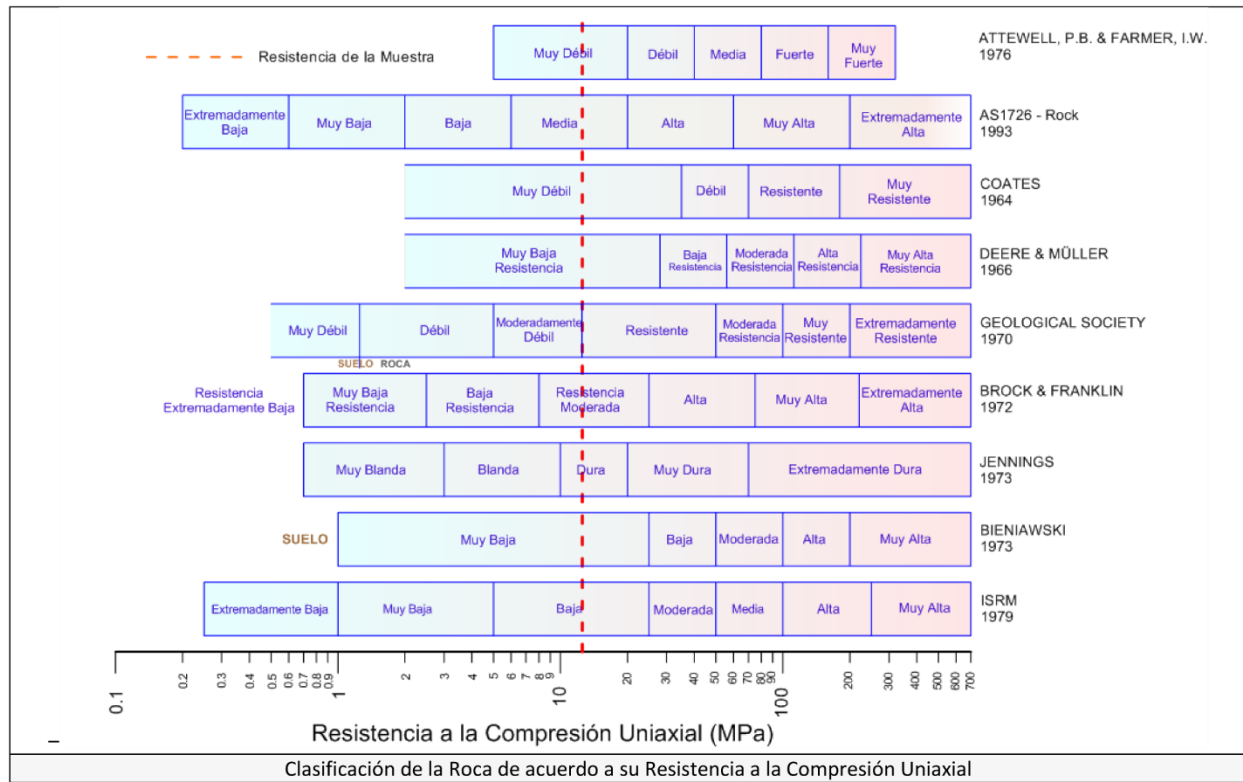 Resistencia de la Muestra
Muy Débil
Débil
Media
Fuerte
Muy
Fuerte
ATTEWELL, P.B. & FARMER, I.W.
1976
Extremadamente
Baja
Muy Baja
Baja
Media
Alta
Muy Alta
Extremadamente
Alta
AS1726 - Rock
1993
Muy Débil
Débil
Resistente
Muy
Resistente
COATES
1964
Muy Baja
Resistencia
Baja
Resistencia
Moderada
Resistencia
Alta
Resistencia
Muy Alta
Resistencia
DEERE & MÜLLER
1966
Muy Débil
Débil
Moderadamente
Débil
Resistente
Moderada
Resistencia
Muy
Resistente
Extremadamente
Resistente
GEOLOGICAL SOCIETY
1970
SUELO ROCA
Resistencia
Extremadamente Baja
Muy Baja
Resistencia
Baja
Resistencia
Resistencia
Moderada
Alta
Muy Alta
Extremadamente
Alta
BROCK & FRANKLIN
1972
Muy Blanda
Blanda
Dura
Muy Dura
Extremadamente Dura
JENNINGS
1973
SUELO
Muy Baja
Baja
Moderada
Alta
Muy Alta
BIENIAWSKI
1973
Extremadamente Baja
Muy Baja
Baja
Moderada
Media
Alta
Muy Alta
ISRM
1979
0.1 0.2 0.3 0.4 0.5 0.6 0.7 0.8 0.9 1 2 3 4 5 6 7 8 9 10 20 30 40 50 60 70 80 90 100 200 300 400 500 600 700
Resistencia a la Compresión Uniaxial (MPa)
Clasificación de la Roca de acuerdo a su Resistencia a la Compresión Uniaxial